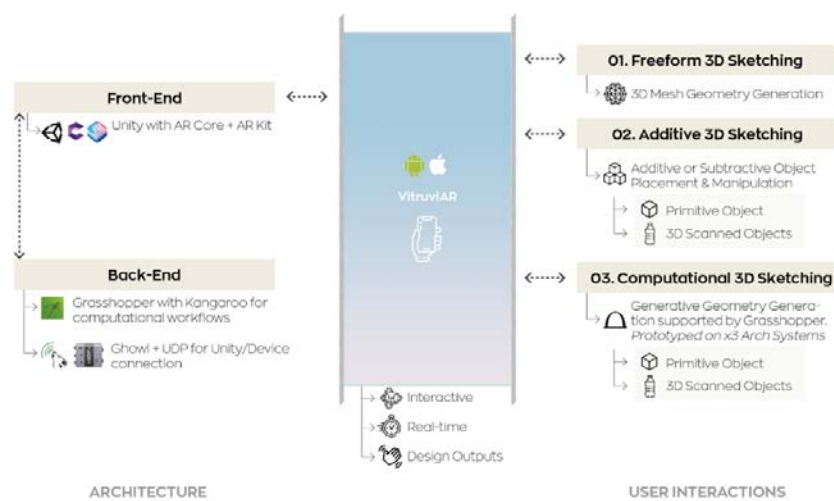 Front-End
Unity with AR Core + AR Kit
Back-End
Grasshopper with Kangaroo for
computational workflows
Ghowl + UDP for Unity/Device
connection
ARCHITECTURE
VitruviAR
Interactive
Real-time
Design Outputs
01. Freeform 3D Sketching
3D Mesh Geometry Generation
02. Additive 3D Sketching
Additive or Subtractive Object
Placement & Manipulation
Primitive Object
3D Scanned Objects
03. Computational 3D Sketching
Generative Geometry Genera-
tion supported by Grasshopper.
Prototyped on x3 Arch Systems
Primitive Object
3D Scanned Objects
USER INTERACTIONS